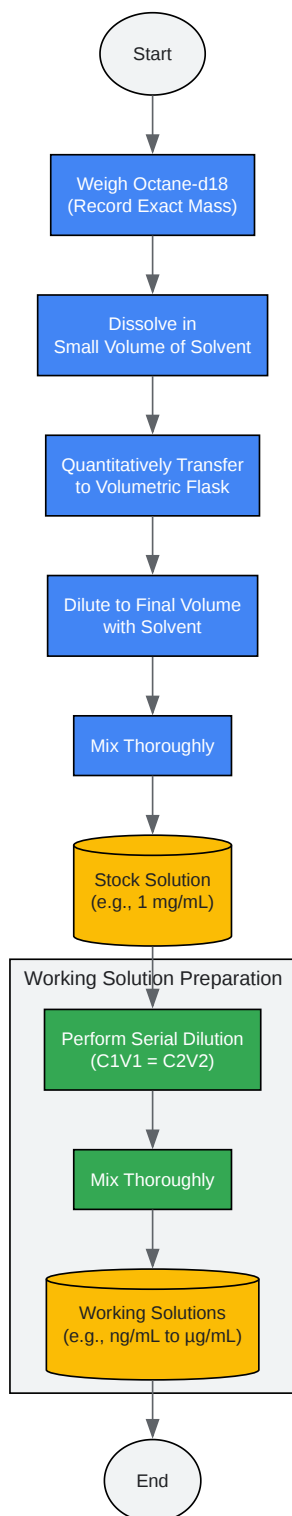 Start
Weigh Octane-d18
(Record Exact Mass)
Dissolve in
Small Volume of Solvent
Quantitatively Transfer
to Volumetric Flask
Dilute to Final Volume
with Solvent
Mix Thoroughly
Stock Solution
(e.g., 1 mg/mL)
Working Solution Preparation
Perform Serial Dilution
(C1V1 = C2V2)
Mix Thoroughly
Working Solutions
(e.g., ng/mL to µg/mL)
End